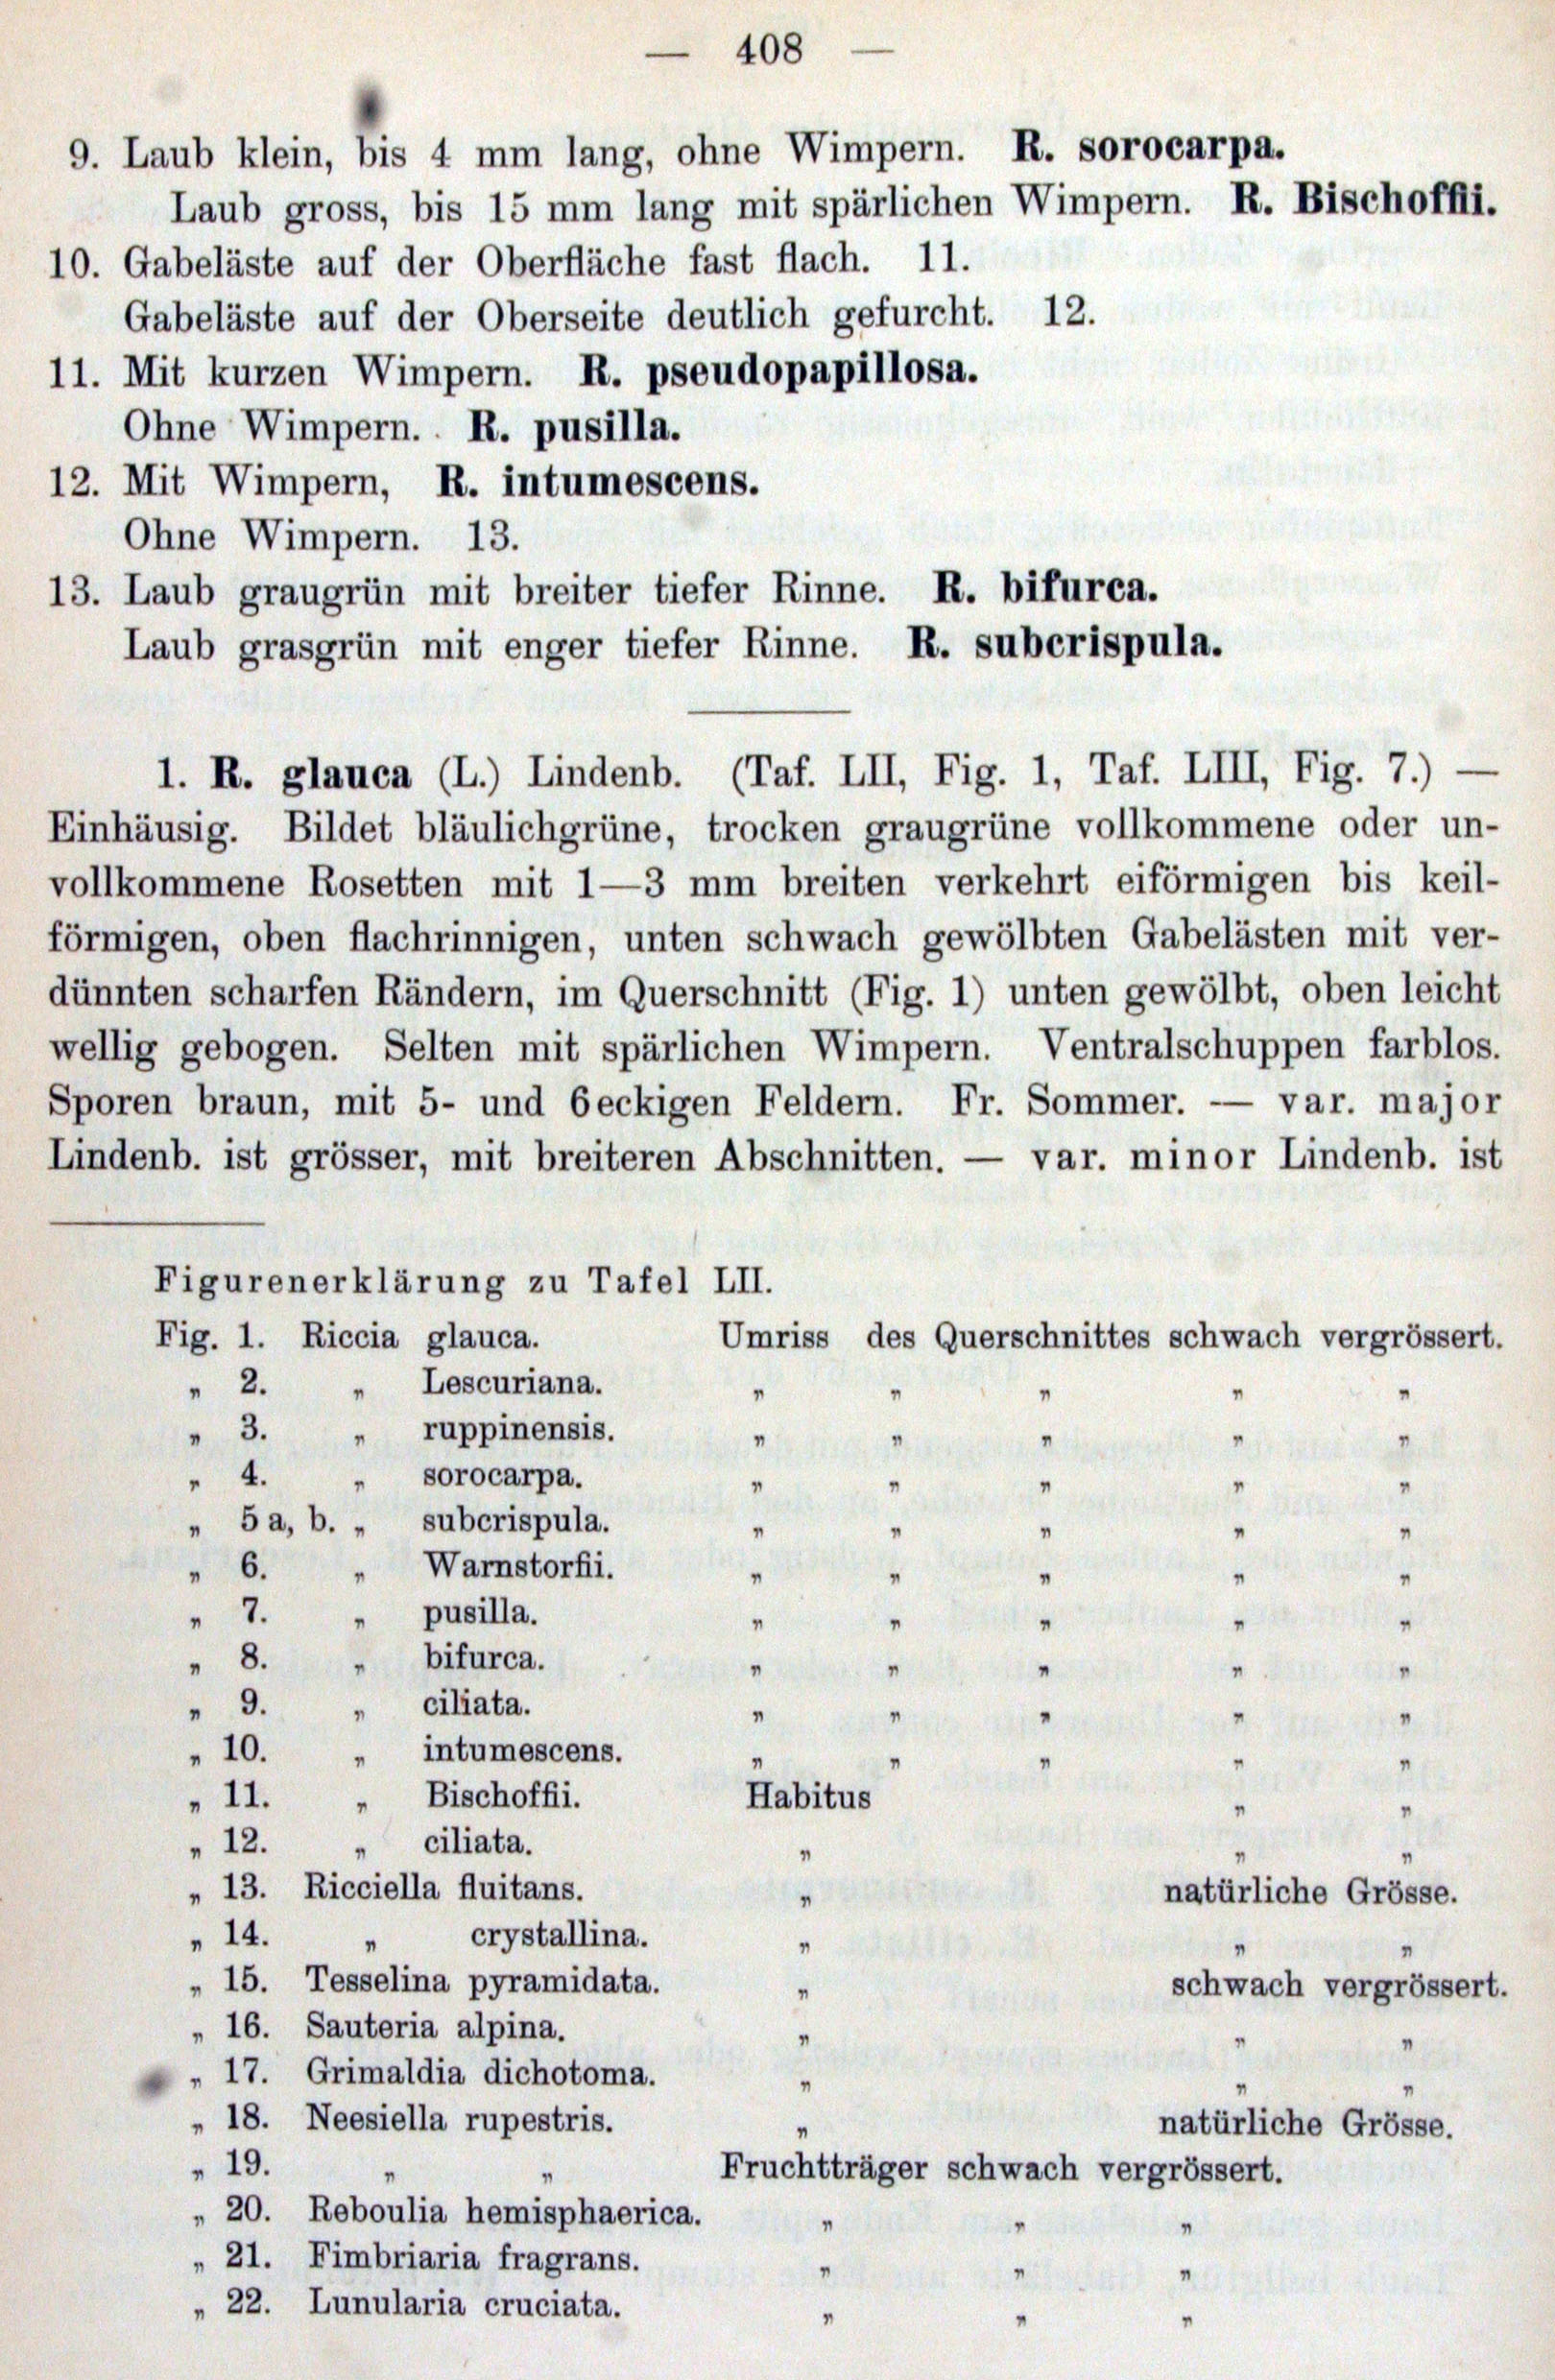 — 408 —
9. Laub klein, bis 4 mm lang, ohne Wimpern. R. sorocarpa.
Laub gross, bis 15 mm lang mit spärlichen Wimpern. R. Bischoffii.
10. Gabeläste auf der Oberfläche fast flach. 11.
Gabeläste auf der Oberseite deutlich gefurcht. 12.
11. Mit kurzen Wimpern. R. pseudopapillosa.
Ohne Wimpern. R. pusilla.
12. Mit Wimpern, R. intumescens.
Ohne Wimpern. 13.
13. Laub graugrün mit breiter tiefer Rinne. R. bifurca.
Laub grasgrün mit enger tiefer Rinne. R. subcrispula.
1. R. glauca (L.) Lindenb. (Taf. LII, Fig. 1, Taf. LIII, Fig. 7.) —
Einhäusig. Bildet bläulichgrüne, trocken graugrüne vollkommene oder un-
vollkommene Rosetten mit 1—3 mm breiten verkehrt eiförmigen bis keil-
förmigen, oben flachrinnigen, unten schwach gewölbten Gabelästen mit ver-
dünnten scharfen Rändern, im Querschnitt (Fig. 1) unten gewölbt, oben leicht
wellig gebogen. Selten mit spärlichen Wimpern. Ventralschuppen farblos.
Sporen braun, mit 5- und 6eckigen Feldern. Fr. Sommer. — var. major
Lindenb. ist grösser, mit breiteren Abschnitten. — var. minor Lindenb. ist
Figurenerklärung zu Tafel LII.
Fig. 1. Riccia glauca. Umriss des Querschnittes schwach vergrössert.
„ 2. „ Lescuriana. „ „ „ „ „
„ 3. „ ruppinensis. „ „ „ „ „
„ 4. „ sorocarpa. „ „ „ „ „
„ 5 a, b. „ subcrispula. „ „ „ „ „
„ 6. „ Warnstorfii. „ „ „ „ „
„ 7. „ pusilla. „ „ „ „ „
„ 8. „ bifurca. „ „ „ „ „
„ 9. „ ciliata. „ „ „ „ „
„ 10. „ intumescens. „ „ „ „ „
„ 11. „ Bischoffii. Habitus „ „
„ 12. „ ciliata. „ „ „
„ 13. Ricciella fluitans. „ natürliche Grösse.
„ 14. „ crystallina. „ „ „
„ 15. Tesselina pyramidata. „ schwach vergrössert.
„ 16. Sauteria alpina. „ „ „
„ 17. Grimaldia dichotoma. „ „ „
„ 18. Neesiella rupestris. „ natürliche Grösse.
„ 19. „ „ Fruchtträger schwach vergrössert.
„ 20. Reboulia hemisphaerica. „ „ „
„ 21. Fimbriaria fragrans. „ „ „
„ 22. Lunularia cruciata. „ „ „